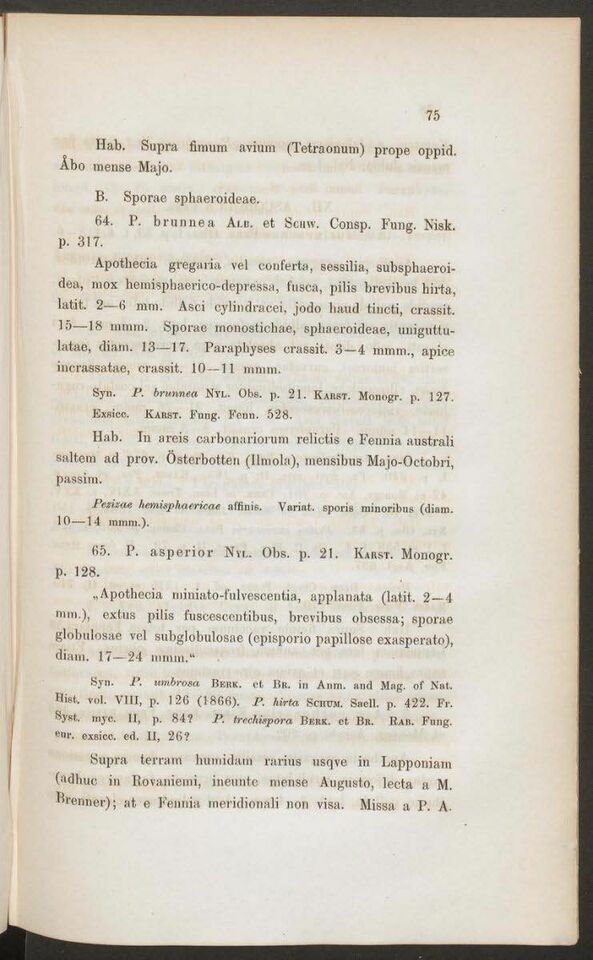 75
Hab. Supra fimum avium (Tetraonum) prope oppid.
Åbo mense Majo.
B. Sporae sphaeroideae.
64. P. brunnea Alb. et Schw. Consp. Fung. Nisk.
p. 317.
Apothecia gregaria vel conferta, sessilia, subsphaeroi-
dea, mox hemisphaerico-depressa, fusca, pilis brevibus hirta,
latit. 2—6 mm. Asci cylindracei, jodo haud tincti, crassit.
15—18 mmm. Sporae monostichae, sphaeroideae, uniguttu-
latae, diam. 13—17. Paraphyses crassit. 3—4 mmm., apice
incrassatae, crassit. 10—11 mmm.
Syn. P. brunnea Nyl. Obs. p. 21. Karst. Monogr. p. 127.
Exsicc. Karst. Fung. Fenn. 528.
Hab. In areis carbonariorum relictis e Fennia australi
saltem ad prov. Österbotten (Ilmola), mensibus Majo-Octobri,
passim.
Pezizae hemisphaericae affinis. Variat. sporis minoribus (diam.
10—14 mmm.).
65. P. asperior Nyl. Obs. p. 21. Karst. Monogr.
p. 128.
„Apothecia miniato-fulvescentia, applanata (latit. 2—4
mm.), extus pilis fuscescentibus, brevibus obsessa; sporae
globulosae vel subglobulosae (episporio papillose exasperato),
diam. 17—24 mmm.“
Syn. P. umbrosa Berk. et Br. in Ann. and Mag. of Nat.
Hist. vol. VIII, p. 126 (1866). P. hirta Schum. Saell. p. 422. Fr.
Syst. myc. II, p. 84? P. trechispora Berk. et Br. Rab. Fung.
eur. exsicc. ed. II, 26?
Supra terram humidam rarius usqve in Lapponiam
(adhuc in Rovaniemi, ineunte mense Augusto, lecta a M.
Brenner); at e Fennia meridionali non visa. Missa a P. A.